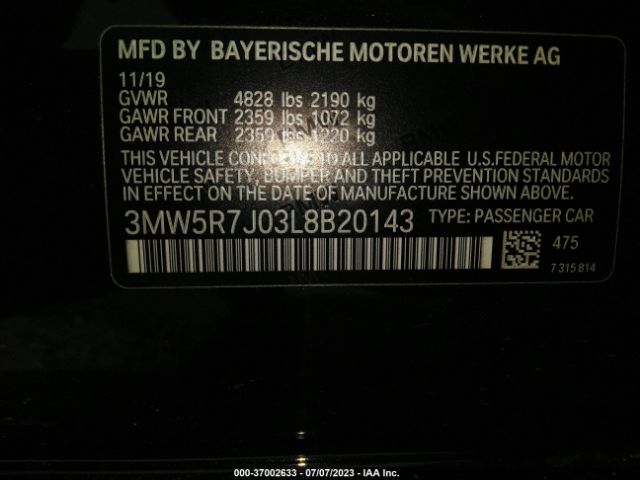 MFD BY BAYERISCHE MOTOREN WERKE AG
11/19
GVWR 4828 lbs 2190 kg
GAWR FRONT 2359 lbs 1072 kg
GAWR REAR 2359 lbs 1220 kg
THIS VEHICLE CONFORMS TO ALL APPLICABLE U.S.FEDERAL MOTOR
VEHICLE SAFETY, BUMPER, AND THEFT PREVENTION STANDARDS
IN EFFECT ON THE DATE OF MANUFACTURE SHOWN ABOVE.
3MW5R7J03L8B20143 TYPE: PASSENGER CAR
475
7 315 814
000-37002633 - 07/07/2023 - IAA Inc.